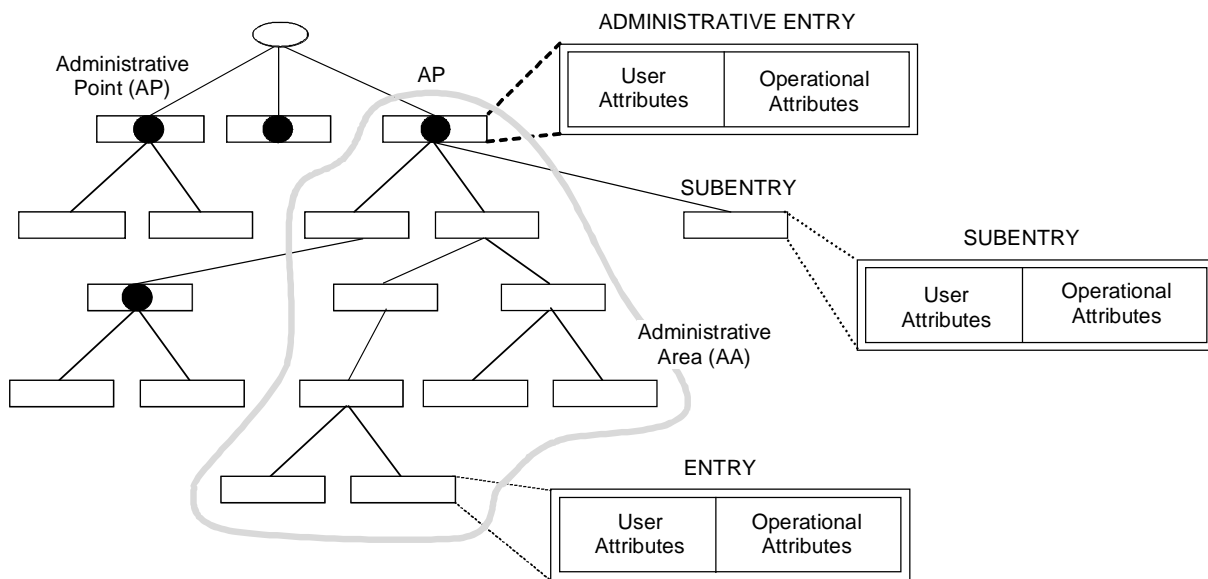 ADMINISTRATIVE ENTRY
User
Attributes
Operational
Attributes
Administrative
Point (AP)
AP
SUBENTRY
SUBENTRY
User
Attributes
Operational
Attributes
Administrative
Area (AA)
ENTRY
User
Attributes
Operational
Attributes